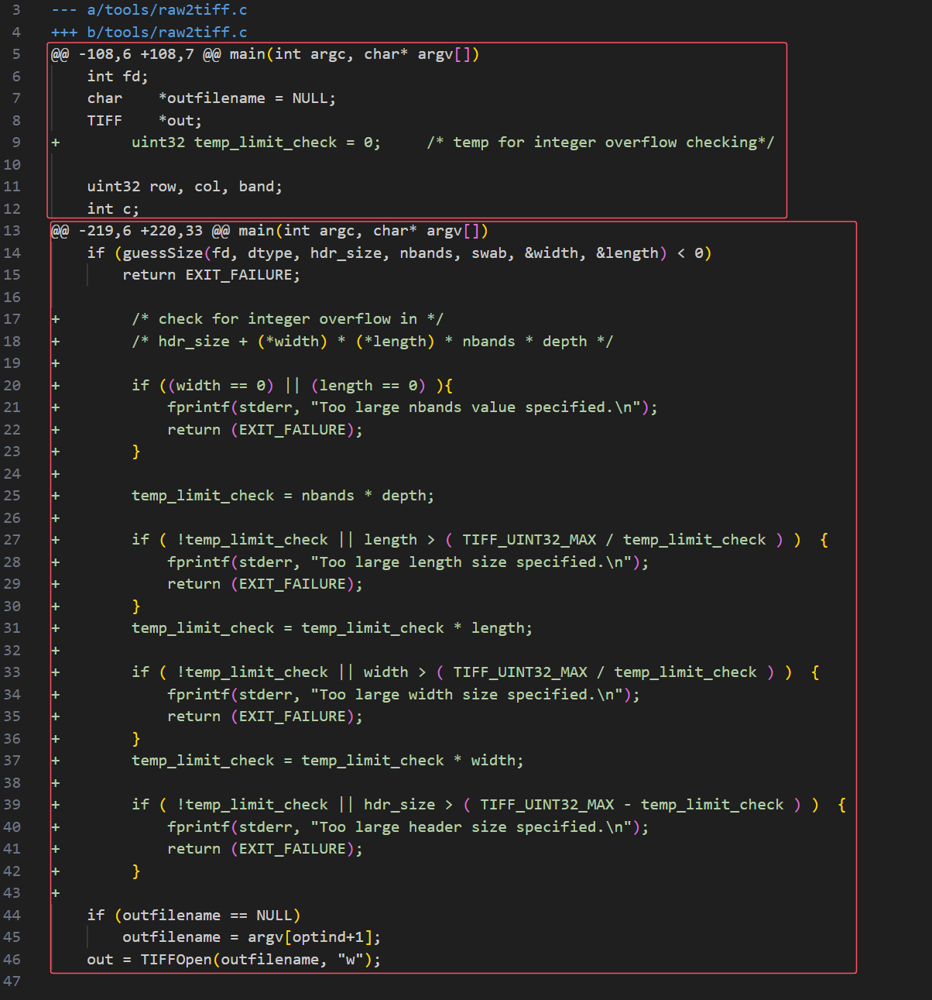 3 --- a/tools/raw2tiff.c
4 +++ b/tools/raw2tiff.c
5 @@ -108,6 +108,7 @@ main(int argc, char* argv[])
6     int fd;
7     char    *outfilename = NULL;
8     TIFF    *out;
9 +        uint32 temp_limit_check = 0;     /* temp for integer overflow checking*/
10
11     uint32 row, col, band;
12     int c;
13 @@ -219,6 +220,33 @@ main(int argc, char* argv[])
14     if (guessSize(fd, dtype, hdr_size, nbands, swab, &width, &length) < 0)
15         return EXIT_FAILURE;
16
17 +        /* check for integer overflow in */
18 +        /* hdr_size + (*width) * (*length) * nbands * depth */
19 +
20 +        if ((width == 0) || (length == 0) ){
21 +            fprintf(stderr, "Too large nbands value specified.\n");
22 +            return (EXIT_FAILURE);
23 +        }
24 +
25 +        temp_limit_check = nbands * depth;
26 +
27 +        if ( !temp_limit_check || length > ( TIFF_UINT32_MAX / temp_limit_check ) )  {
28 +            fprintf(stderr, "Too large length size specified.\n");
29 +            return (EXIT_FAILURE);
30 +        }
31 +        temp_limit_check = temp_limit_check * length;
32 +
33 +        if ( !temp_limit_check || width > ( TIFF_UINT32_MAX / temp_limit_check ) )  {
34 +            fprintf(stderr, "Too large width size specified.\n");
35 +            return (EXIT_FAILURE);
36 +        }
37 +        temp_limit_check = temp_limit_check * width;
38 +
39 +        if ( !temp_limit_check || hdr_size > ( TIFF_UINT32_MAX - temp_limit_check ) )  {
40 +            fprintf(stderr, "Too large header size specified.\n");
41 +            return (EXIT_FAILURE);
42 +        }
43 +
44     if (outfilename == NULL)
45         outfilename = argv[optind+1];
46     out = TIFFOpen(outfilename, "w");
47